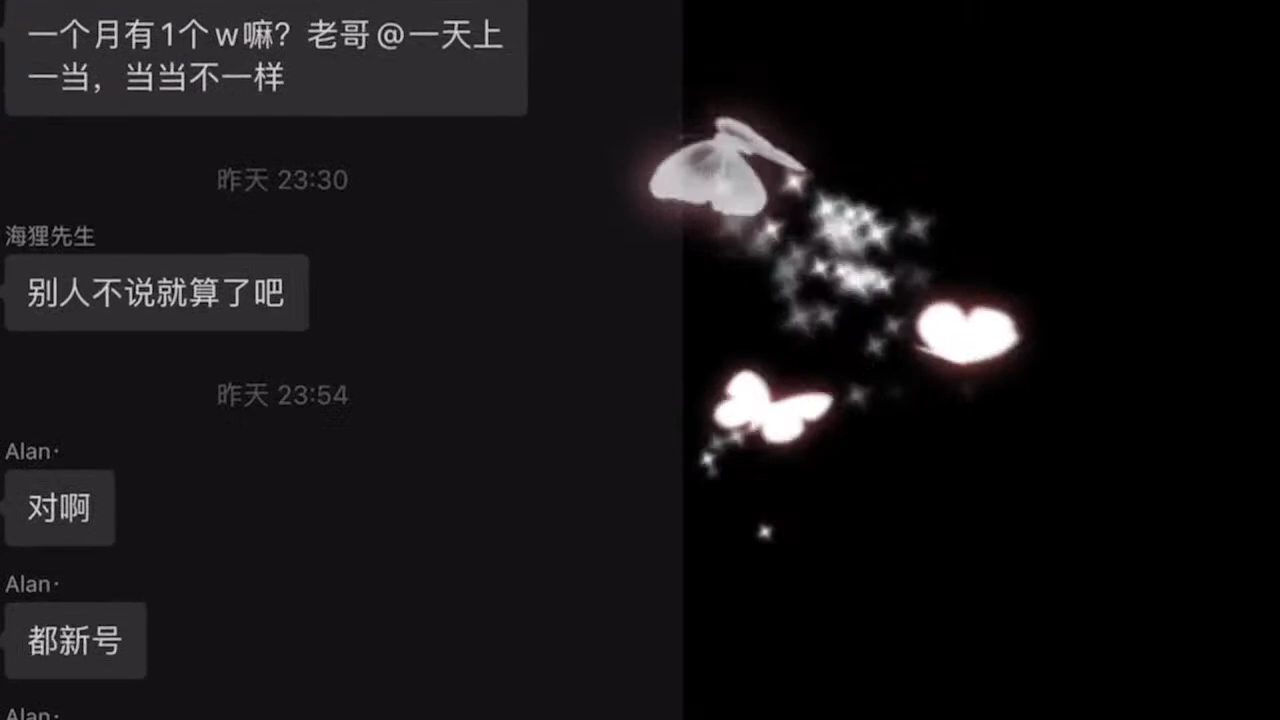 一个月有1个w嘛？老哥@一天上
一当，当当不一样
昨天 23:30
海狸先生
别人不说就算了吧
昨天 23:54
Alan·
对啊
Alan·
都新号
Alan·